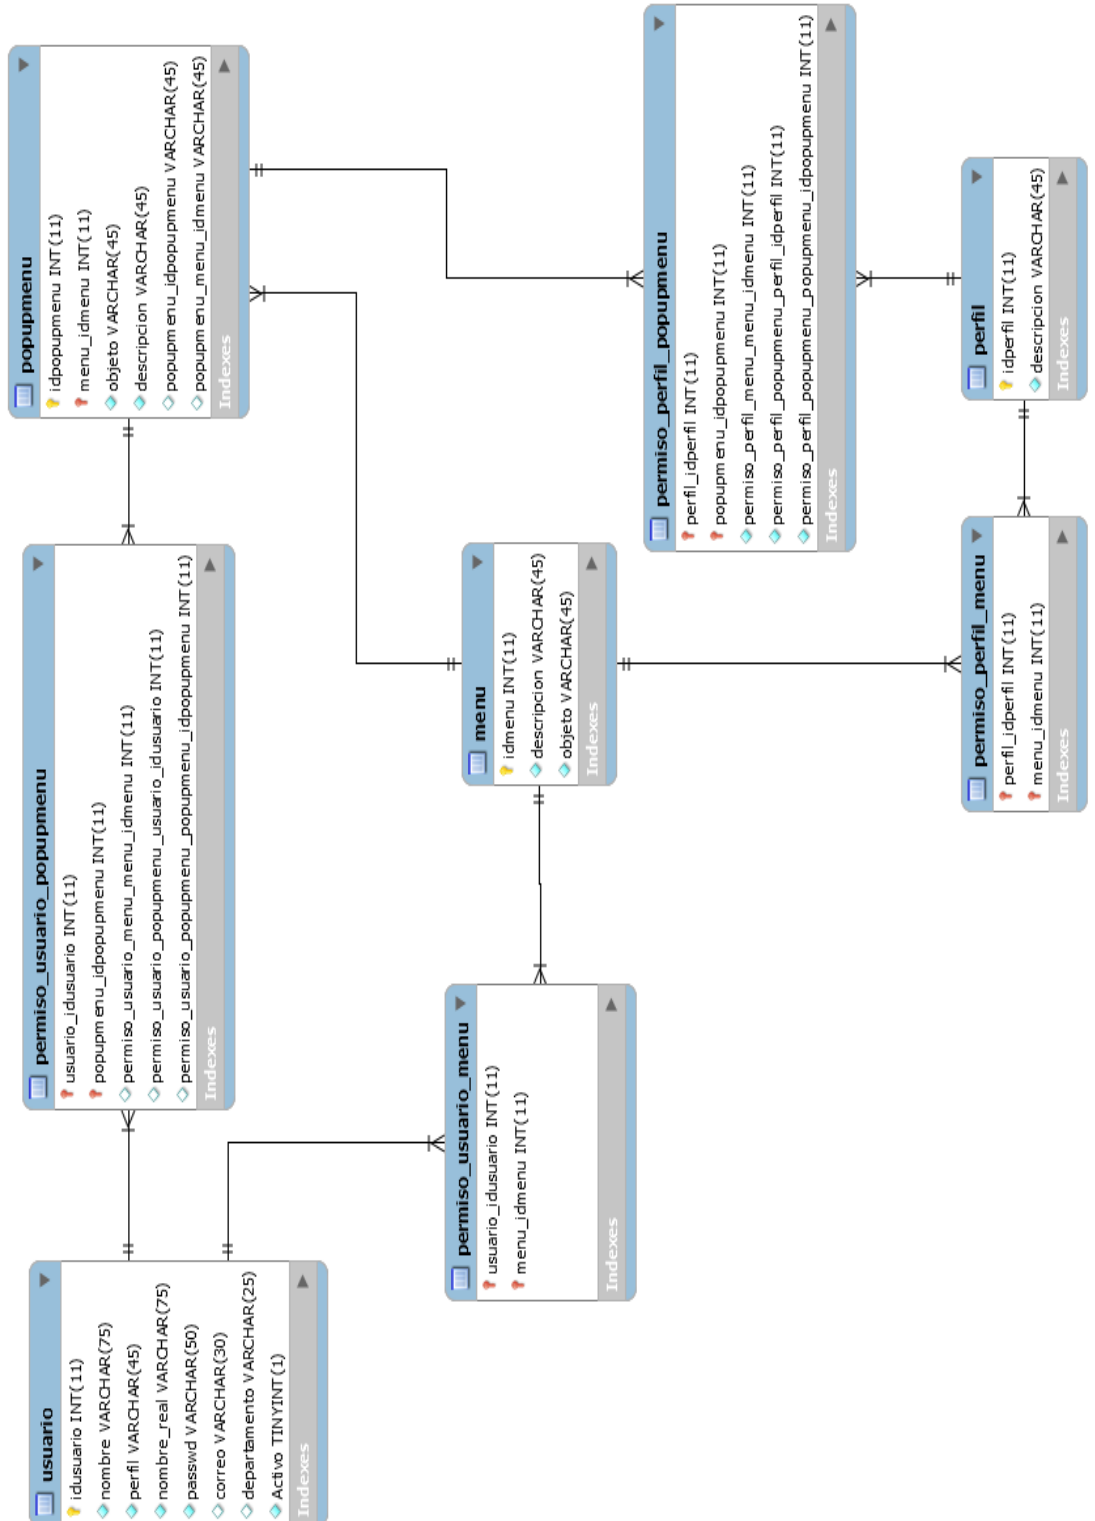 usuario
idusuario INT(11)
nombre VARCHAR(75)
perfil VARCHAR(45)
nombre_real VARCHAR(75)
passwd VARCHAR(50)
correo VARCHAR(30)
departamento VARCHAR(25)
Activo TINYINT(1)
Indexes
permiso_usuario_popupmenu
usuario_idusuario INT(11)
popupmenu_idpopupmenu INT(11)
permiso_usuario_menu_menu_idmenu INT(11)
permiso_usuario_popupmenu_usuario_idusuario INT(11)
permiso_usuario_popupmenu_popupmenu_idpopupmenu INT(11)
Indexes
popupmenu
idpopupmenu INT(11)
menu_idmenu INT(11)
objeto VARCHAR(45)
descripcion VARCHAR(45)
popupmenu_idpopupmenu VARCHAR(45)
popupmenu_menu_idmenu VARCHAR(45)
Indexes
permiso_usuario_menu
usuario_idusuario INT(11)
menu_idmenu INT(11)
Indexes
menu
idmenu INT(11)
descripcion VARCHAR(45)
objeto VARCHAR(45)
Indexes
permiso_perfil_popupmenu
perfil_idperfil INT(11)
popupmenu_idpopupmenu INT(11)
permiso_perfil_menu_menu_idmenu INT(11)
permiso_perfil_popupmenu_perfil_idperfil INT(11)
permiso_perfil_popupmenu_popupmenu_idpopupmenu INT(11)
Indexes
permiso_perfil_menu
perfil_idperfil INT(11)
menu_idmenu INT(11)
Indexes
perfil
idperfil INT(11)
descripcion VARCHAR(45)
Indexes